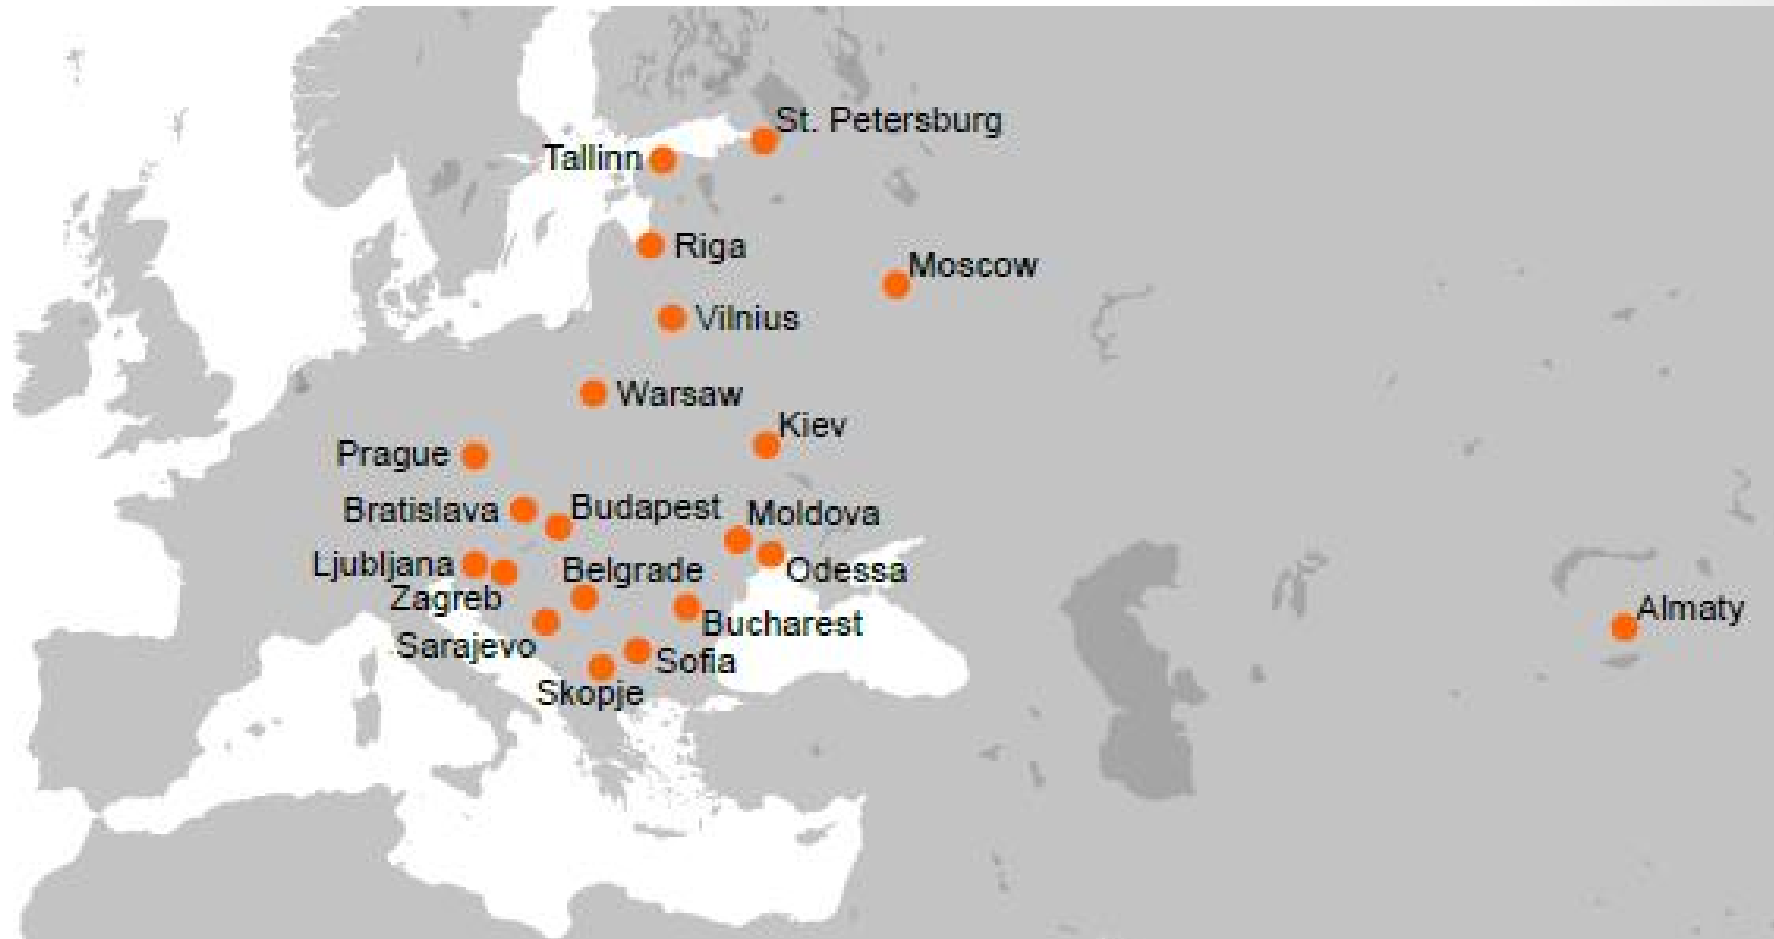 St. Petersburg
Tallinn
Riga
Moscow
Vilnius
Warsaw
Kiev
Prague
Bratislava
Budapest
Moldova
Ljubljana
Belgrade
Odessa
Zagreb
Almaty
Bucharest
Sarajevo
Sofia
Skopje